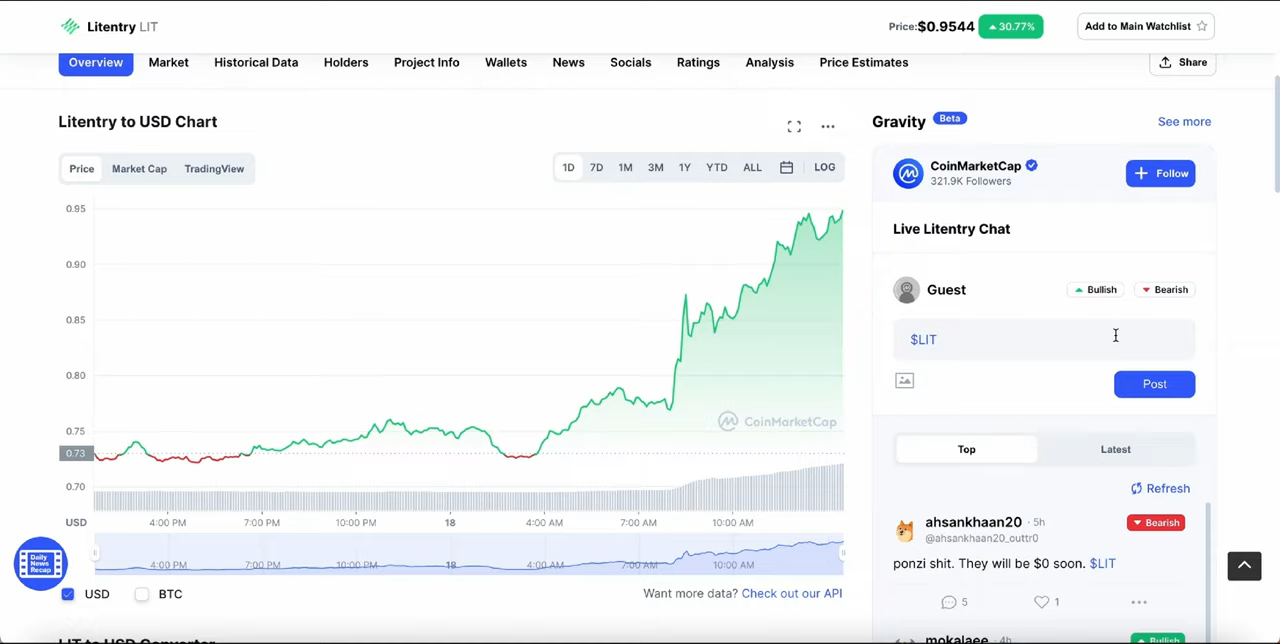 Litentry LIT
Price:$0.9544 30.77% Add to Main Watchlist
Overview Market Historical Data Holders Project Info Wallets News Socials Ratings Analysis Price Estimates Share
Litentry to USD Chart
Price Market Cap TradingView
1D 7D 1M 3M 1Y YTD ALL LOG
0.95
0.90
0.85
0.80
0.75
0.73
0.70
CoinMarketCap
USD 4:00 PM 7:00 PM 10:00 PM 18 4:00 AM 7:00 AM 10:00 AM
4:00 PM 7:00 PM 10:00 PM 18 4:00 AM 7:00 AM 10:00 AM
Daily
News
Recap
USD BTC
Want more data? Check out our API
Gravity Beta See more
CoinMarketCap
321.9K Followers
Follow
Live Litentry Chat
Guest Bullish Bearish
$LIT
Post
Top Latest
Refresh
ahsankhaan20 · 5h Bearish
@ahsankhaan20_outtr0
ponzi shit. They will be $0 soon. $LIT
5 1
mokalaee · 4h Bullish
LIT to USD Converter